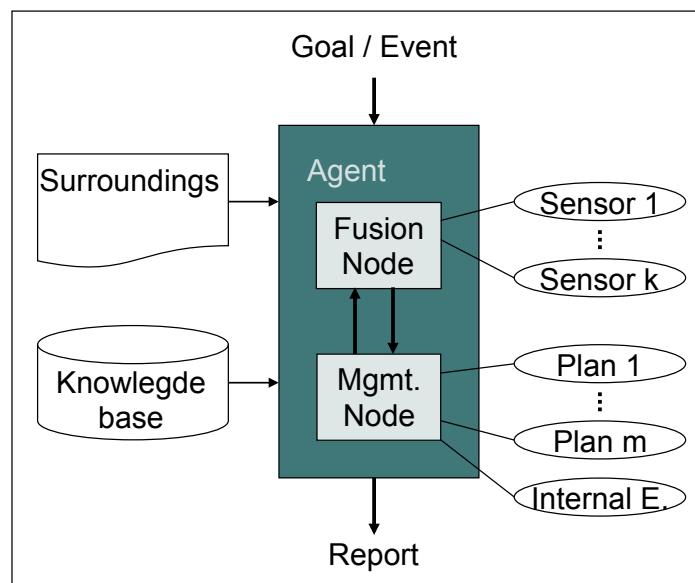 Goal / Event
Surroundings
Agent
Fusion
Node
Sensor 1
Sensor k
Knowlegde
base
Mgmt.
Node
Plan 1
Plan m
Internal E.
Report